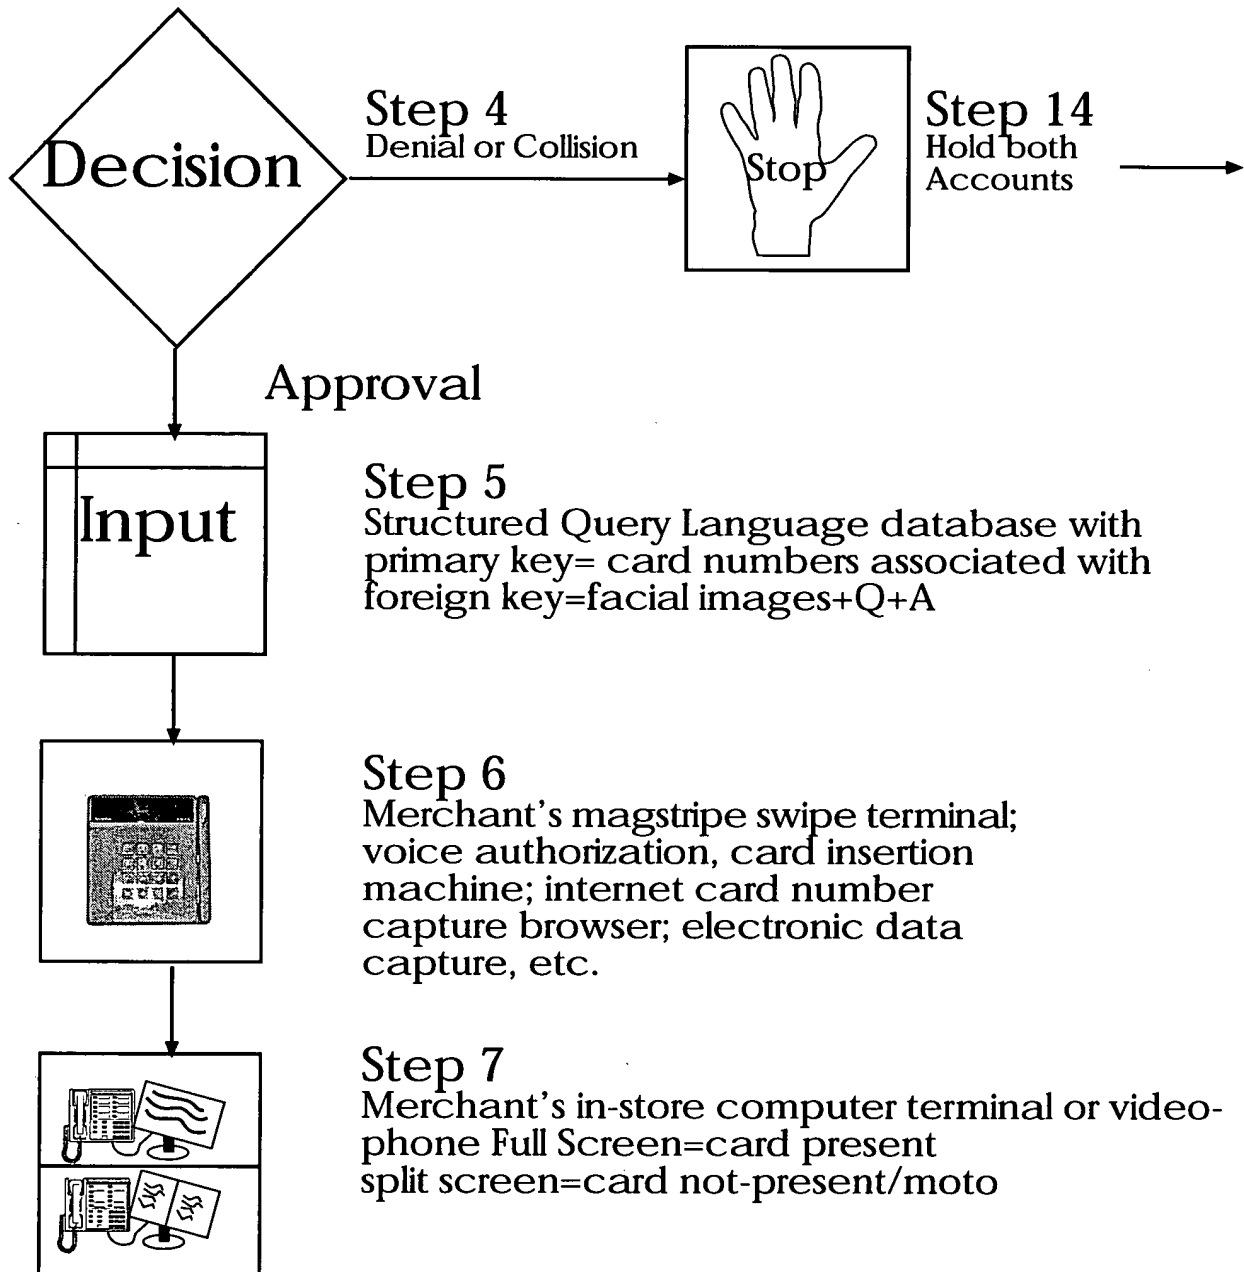 Decision
Step 4
Denial or Collision
Stop
Step 14
Hold both
Accounts
Approval
Input
Step 5
Structured Query Language database with
primary key= card numbers associated with
foreign key=facial images+Q+A
Step 6
Merchant's magstripe swipe terminal;
voice authorization, card insertion
machine; internet card number
capture browser; electronic data
capture, etc.
Step 7
Merchant's in-store computer terminal or video-
phone Full Screen=card present
split screen=card not-present/moto